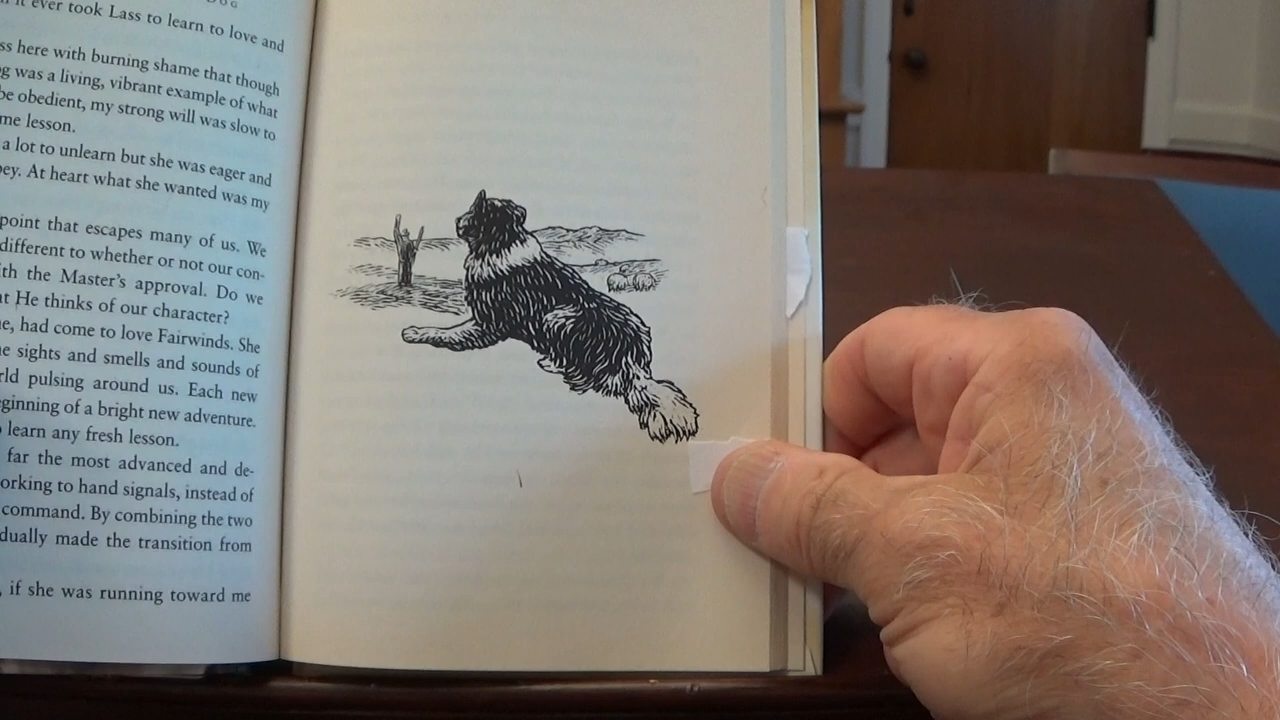 it ever took Lass to learn to love and
ss here with burning shame that though
g was a living, vibrant example of what
be obedient, my strong will was slow to
me lesson.
a lot to unlearn but she was eager and
ey. At heart what she wanted was my
point that escapes many of us. We
different to whether or not our con-
ith the Master's approval. Do we
at He thinks of our character?
e, had come to love Fairwinds. She
e sights and smells and sounds of
rld pulsing around us. Each new
eginning of a bright new adventure.
learn any fresh lesson.
far the most advanced and de-
orking to hand signals, instead of
command. By combining the two
dually made the transition from
, if she was running toward me